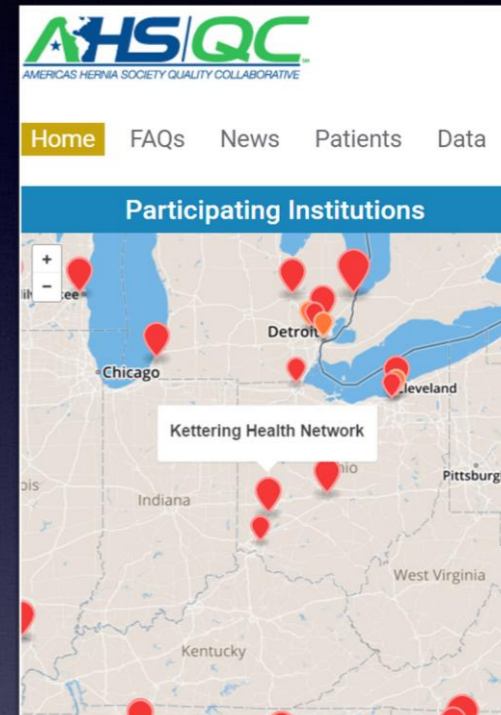 AHS|QC
AMERICAS HERNIA SOCIETY QUALITY COLLABORATIVE
Home FAQs News Patients Data
Participating Institutions
+
-
Detroit
Chicago
Cleveland
Kettering Health Network
Pittsburg
Indiana
West Virginia
Kentucky